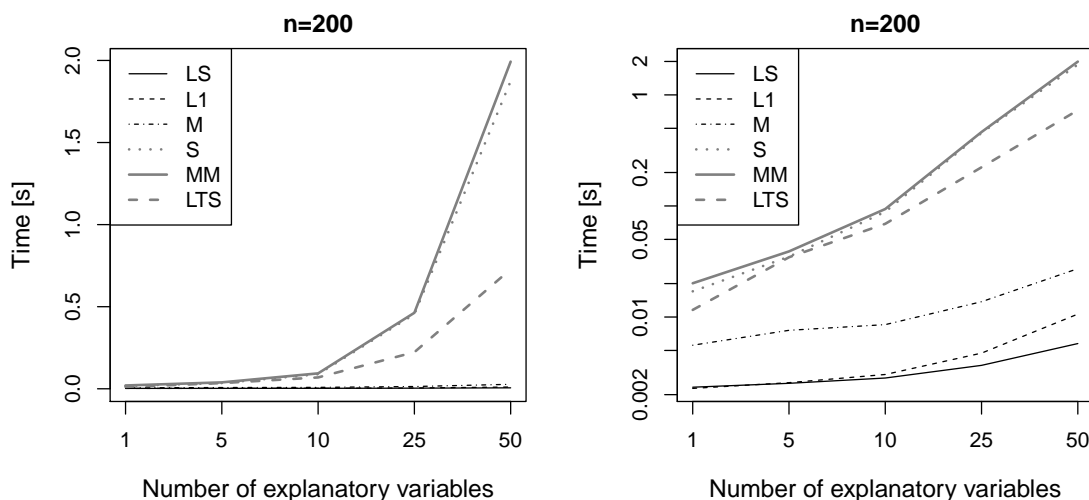 n=200
LS
L1
M
S
MM
LTS
Time [s]
2.0
1.5
1.0
0.5
0.0
1 5 10 25 50
Number of explanatory variables
n=200
LS
L1
M
S
MM
LTS
Time [s]
2
1
0.2
0.05
0.01
0.002
1 5 10 25 50
Number of explanatory variables